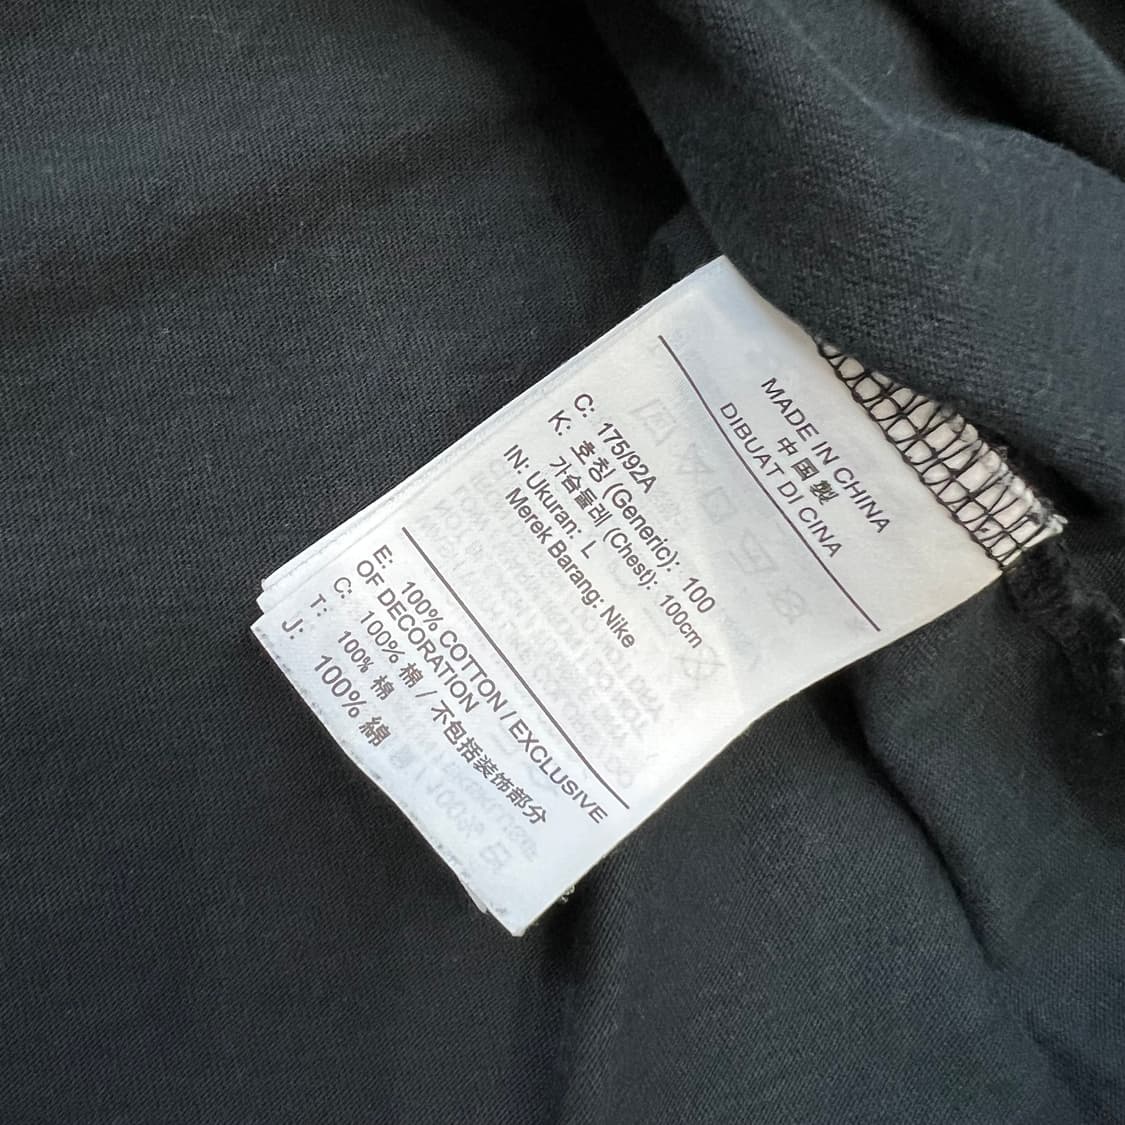 MADE IN CHINA
中国製
DIBUAT DI CINA
C: 175/92A
K: 호칭 (Generic): 100
가슴둘레 (Chest): 100cm
IN: Ukuran: L
Merek Barang: Nike
E: 100% COTTON / EXCLUSIVE
OF DECORATION
C: 100% 棉 / 不包括装饰部分
T: 100% 棉
J: 100% 綿